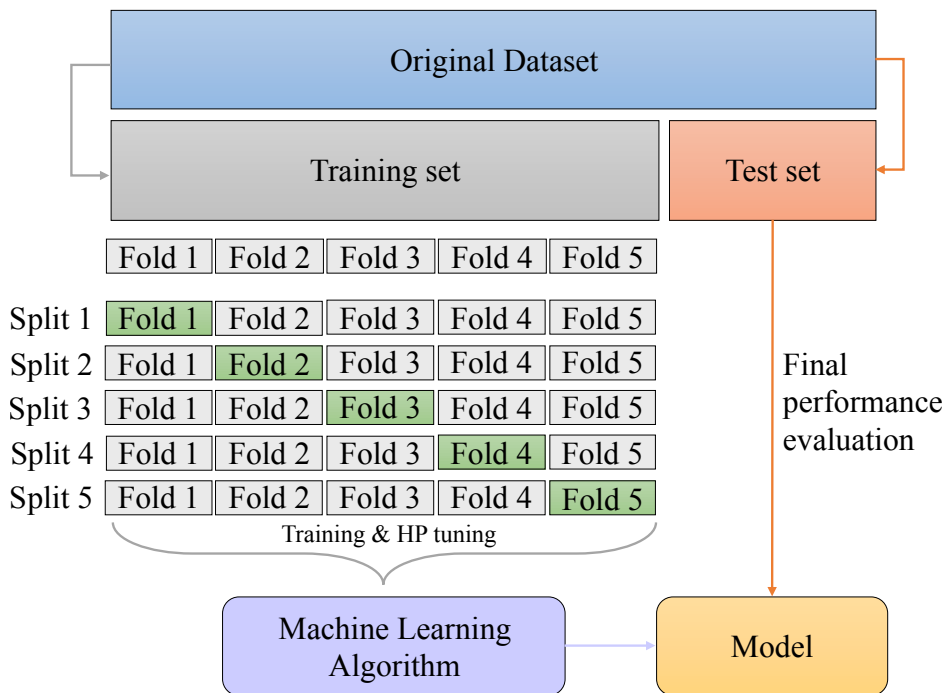 Original Dataset
Training set
Test set
Fold 1 Fold 2 Fold 3 Fold 4 Fold 5
Split 1 Fold 1 Fold 2 Fold 3 Fold 4 Fold 5
Split 2 Fold 1 Fold 2 Fold 3 Fold 4 Fold 5
Split 3 Fold 1 Fold 2 Fold 3 Fold 4 Fold 5
Split 4 Fold 1 Fold 2 Fold 3 Fold 4 Fold 5
Split 5 Fold 1 Fold 2 Fold 3 Fold 4 Fold 5
Final
performance
evaluation
Training & HP tuning
Machine Learning
Algorithm
Model